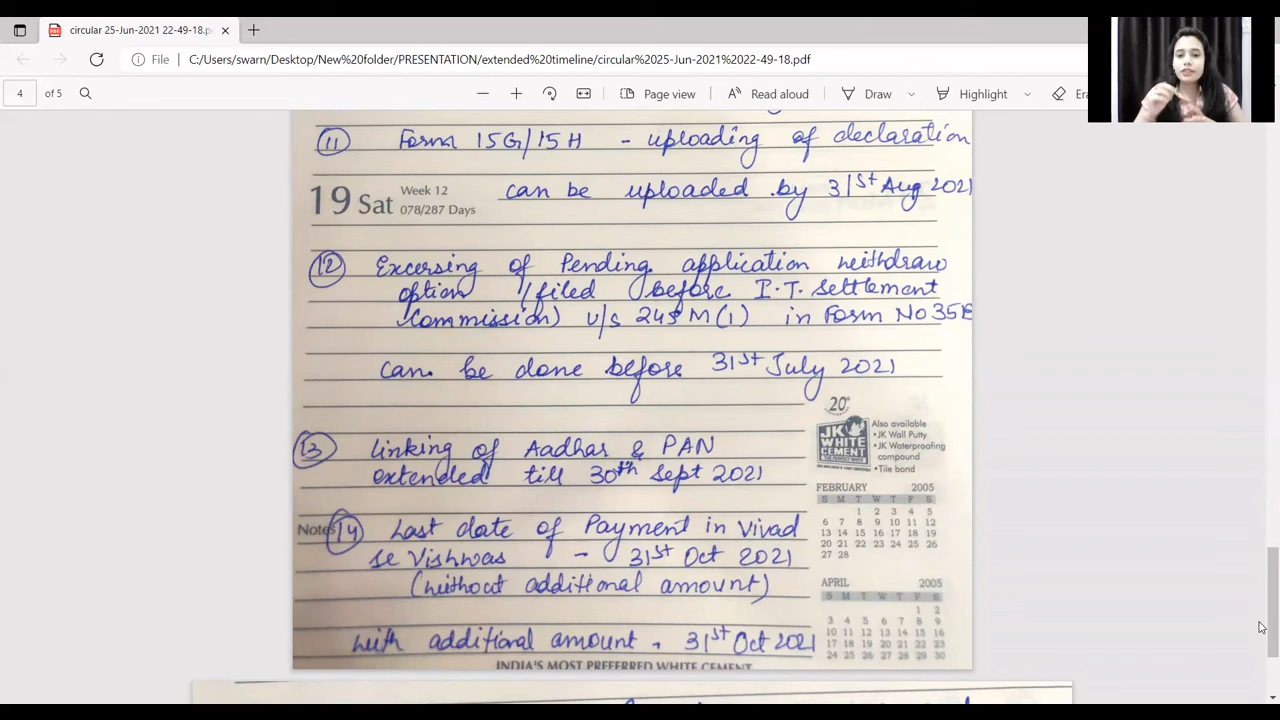 circular 25-Jun-2021 22-49-18.p
File C:/Users/swarn/Desktop/New%20folder/PRESENTATION/extended%20timeline/circular%2025-Jun-2021%2022-49-18.pdf
4 of 5 Page view Read aloud Draw Highlight Era
11 Form 15G/15H - uploading of declaration
19 Sat Week 12 078/287 Days can be uploaded by 31st Aug 2021
12 Excersing of Pending application withdraw
option (filed before I.T. Settlement
Commission) u/s 245M(1) in Form No 35E
can be done before 31st July 2021
13 Linking of Aadhar & PAN
extended till 30th Sept 2021
Notes 14 Last date of Payment in Vivad
se Vishwas - 31st Oct 2021
(without additional amount)
with additional amount - 31st Oct 2021
INDIA'S MOST PREFERRED WHITE CEMENT
20
JK WHITE CEMENT
Also available
• JK Wall Putty
• JK Waterproofing
compound
• Tile bond
FEBRUARY 2005
S M T W T F S
1 2 3 4 5
6 7 8 9 10 11 12
13 14 15 16 17 18 19
20 21 22 23 24 25 26
27 28
APRIL 2005
S M T W T F S
1 2
3 4 5 6 7 8 9
10 11 12 13 14 15 16
17 18 19 20 21 22 23
24 25 26 27 28 29 30